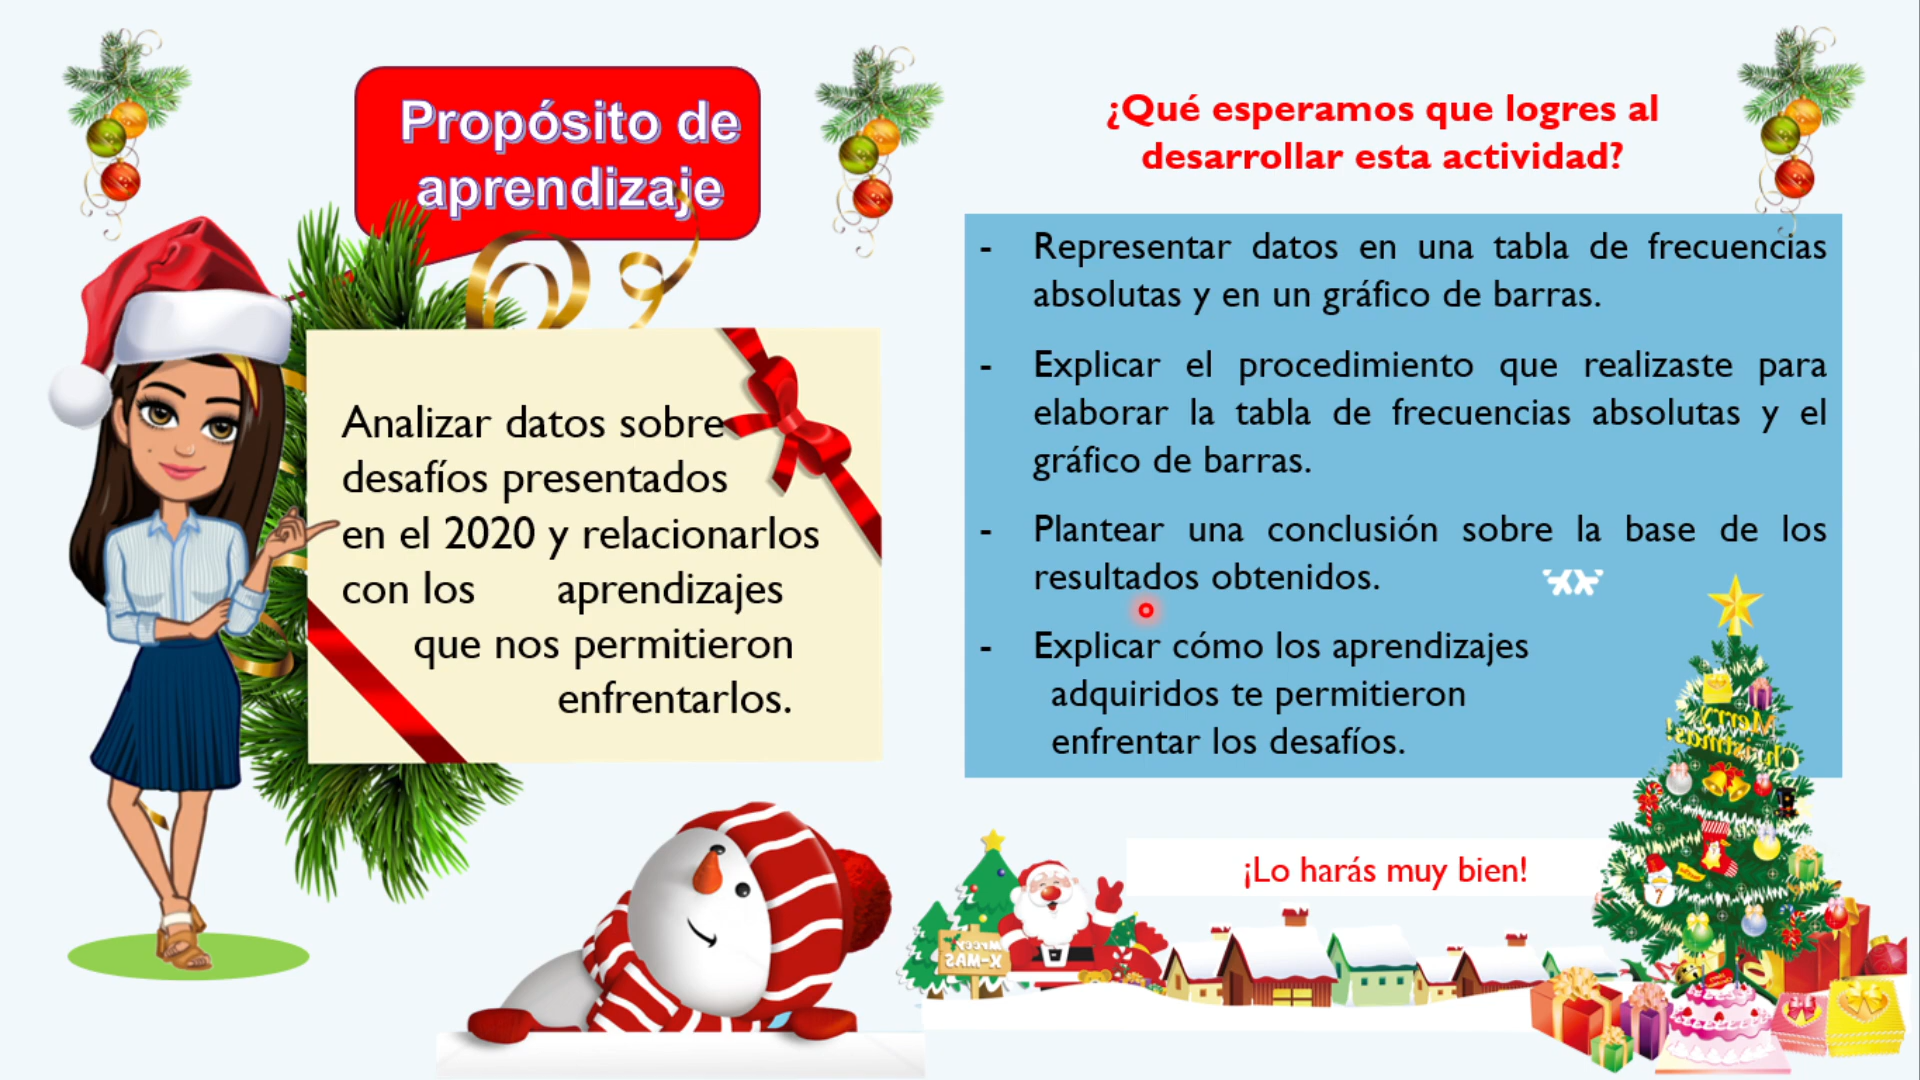 Propósito de
aprendizaje
Analizar datos sobre
desafíos presentados
en el 2020 y relacionarlos
con los aprendizajes
que nos permitieron
enfrentarlos.
¿Qué esperamos que logres al
desarrollar esta actividad?
- Representar datos en una tabla de frecuencias
absolutas y en un gráfico de barras.
- Explicar el procedimiento que realizaste para
elaborar la tabla de frecuencias absolutas y el
gráfico de barras.
- Plantear una conclusión sobre la base de los
resultados obtenidos.
- Explicar cómo los aprendizajes
adquiridos te permitieron
enfrentar los desafíos.
Merry
Christmas!
¡Lo harás muy bien!
Merry
X-MAS